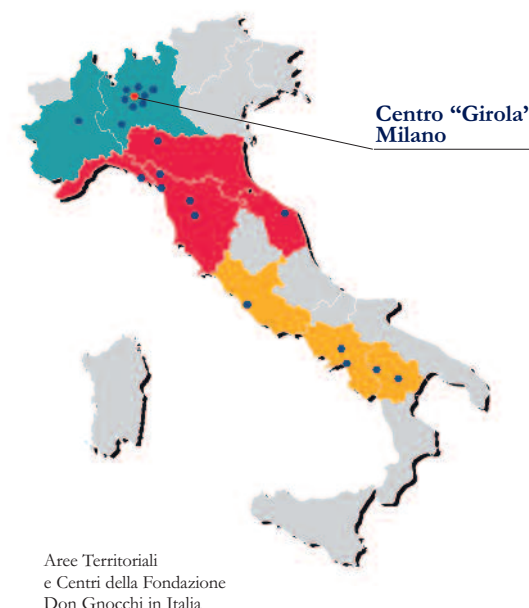 Centro “Girola”
Milano
Aree Territoriali
e Centri della Fondazione
Don Gnocchi in Italia